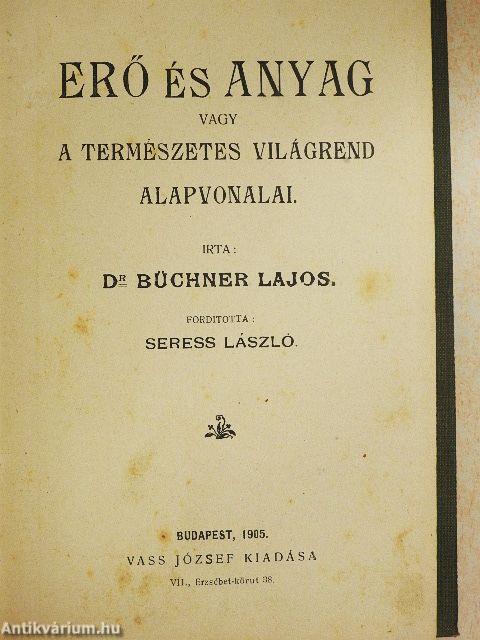 ERŐ ÉS ANYAG
VAGY
A TERMÉSZETES VILÁGREND
ALAPVONALAI.
IRTA:
DR BÜCHNER LAJOS.
FORDITOTTA:
SERESS LÁSZLÓ.
BUDAPEST, 1905.
VASS JÓZSEF KIADÁSA
VII., Erzsébet-körut 38.
Antikvárium.hu